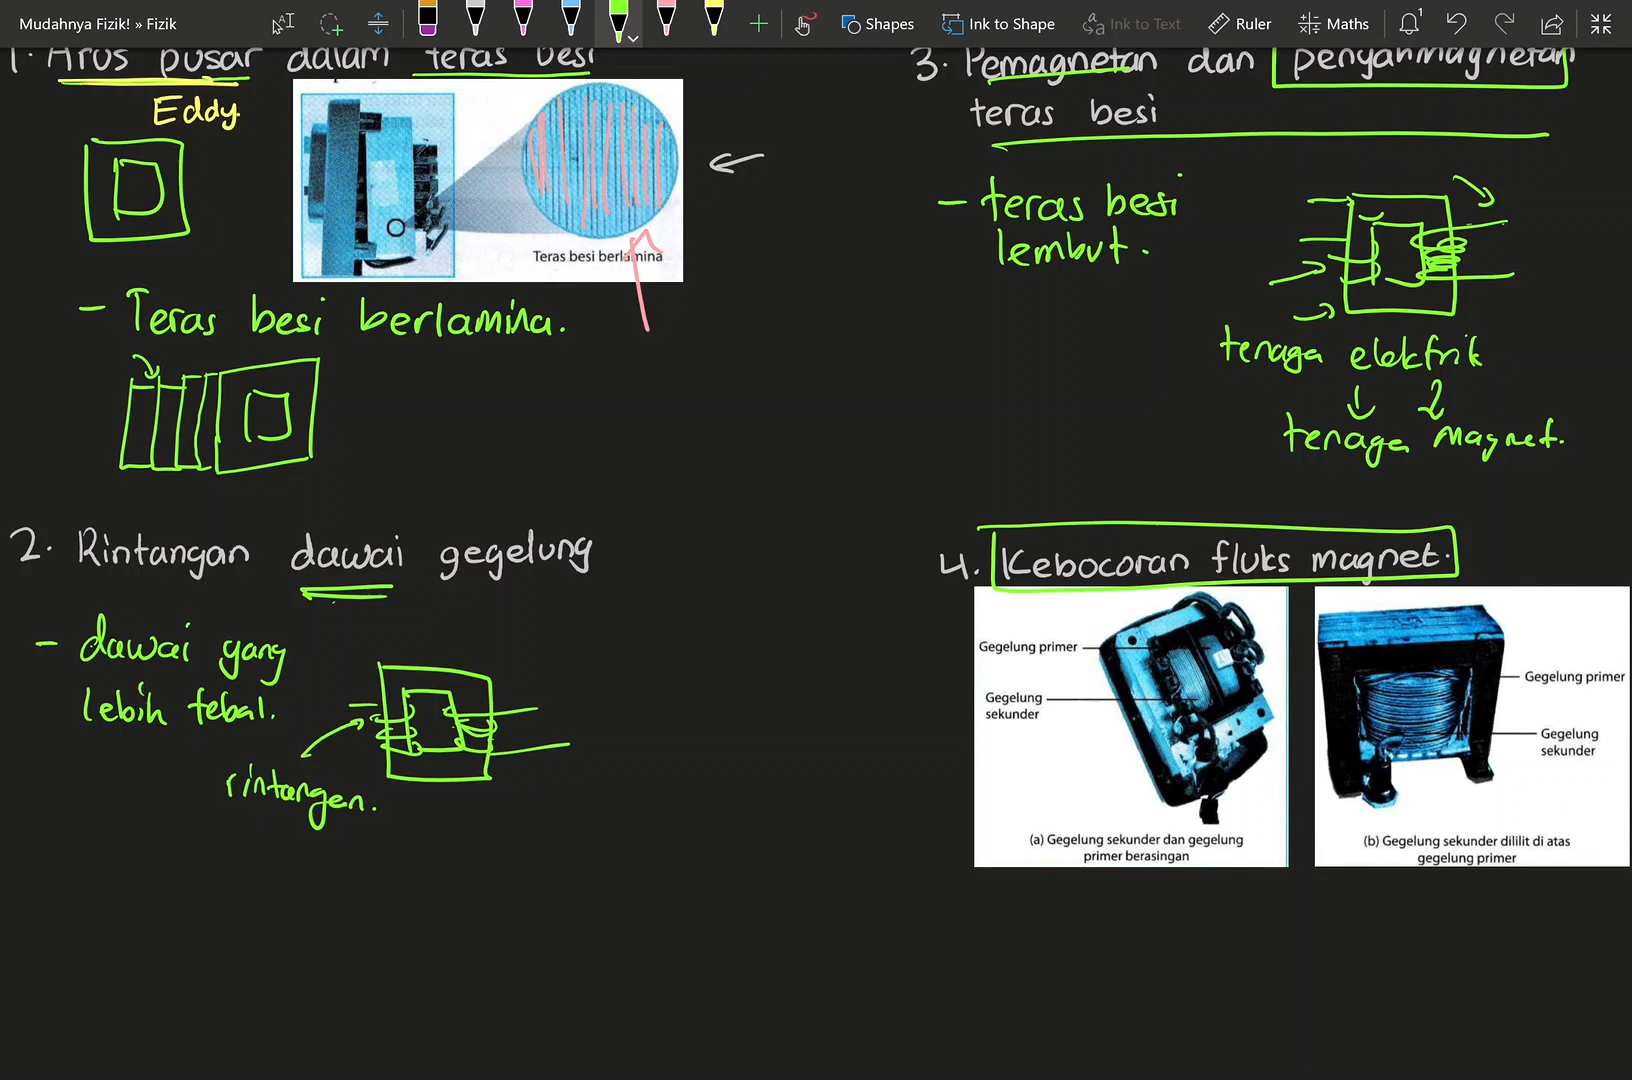 Mudahnya Fizik! » Fizik
Shapes
Ink to Shape
Ink to Text
Ruler
Maths
1
1. Arus pusar dalam teras besi
Eddy
Teras besi berlamina
- Teras besi berlamina.
2. Rintangan dawai gegelung
- dawai yang
lebih tebal.
rintangan.
3. Pemagnetan dan penyahmagnetan
teras besi
- teras besi
lembut.
tenaga elektrik
tenaga magnet.
4. Kebocoran fluks magnet.
Gegelung primer
Gegelung
sekunder
(a) Gegelung sekunder dan gegelung
primer berasingan
Gegelung primer
Gegelung
sekunder
(b) Gegelung sekunder dililit di atas
gegelung primer